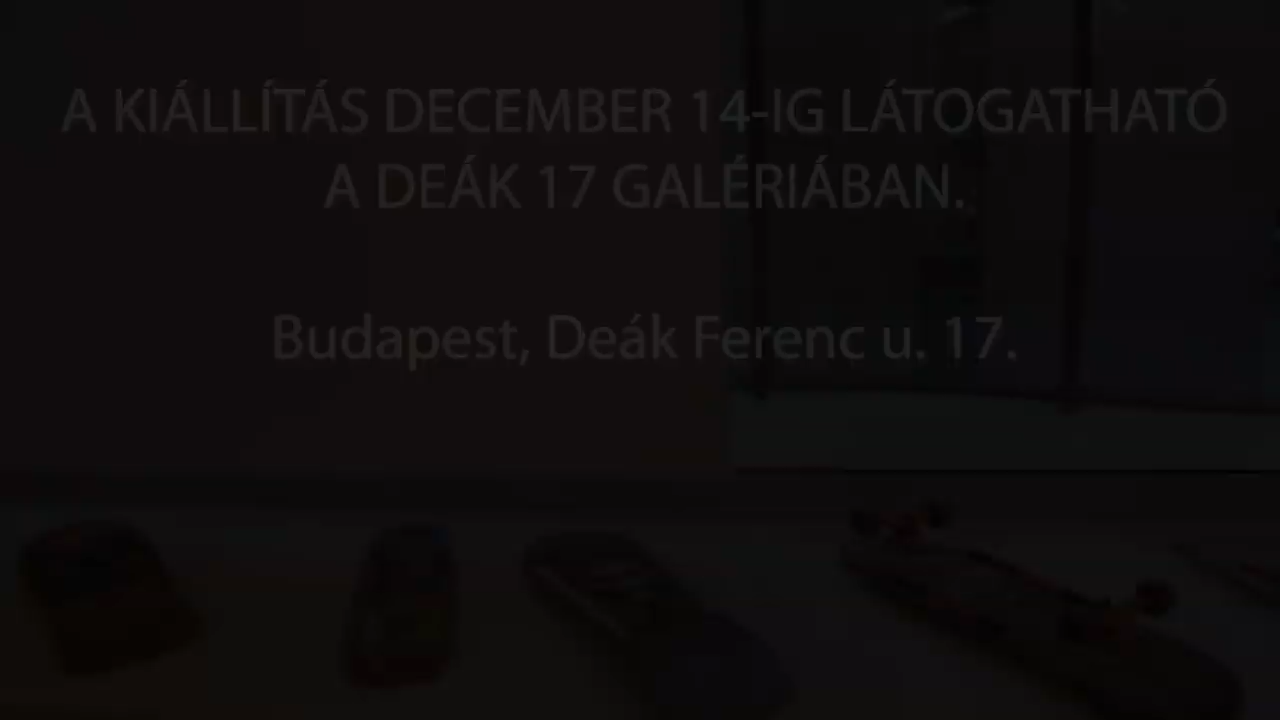 A KIÁLLÍTÁS DECEMBER 14-IG LÁTOGATHATÓ
A DEÁK 17 GALÉRIÁBAN.
Budapest, Deák Ferenc u. 17.